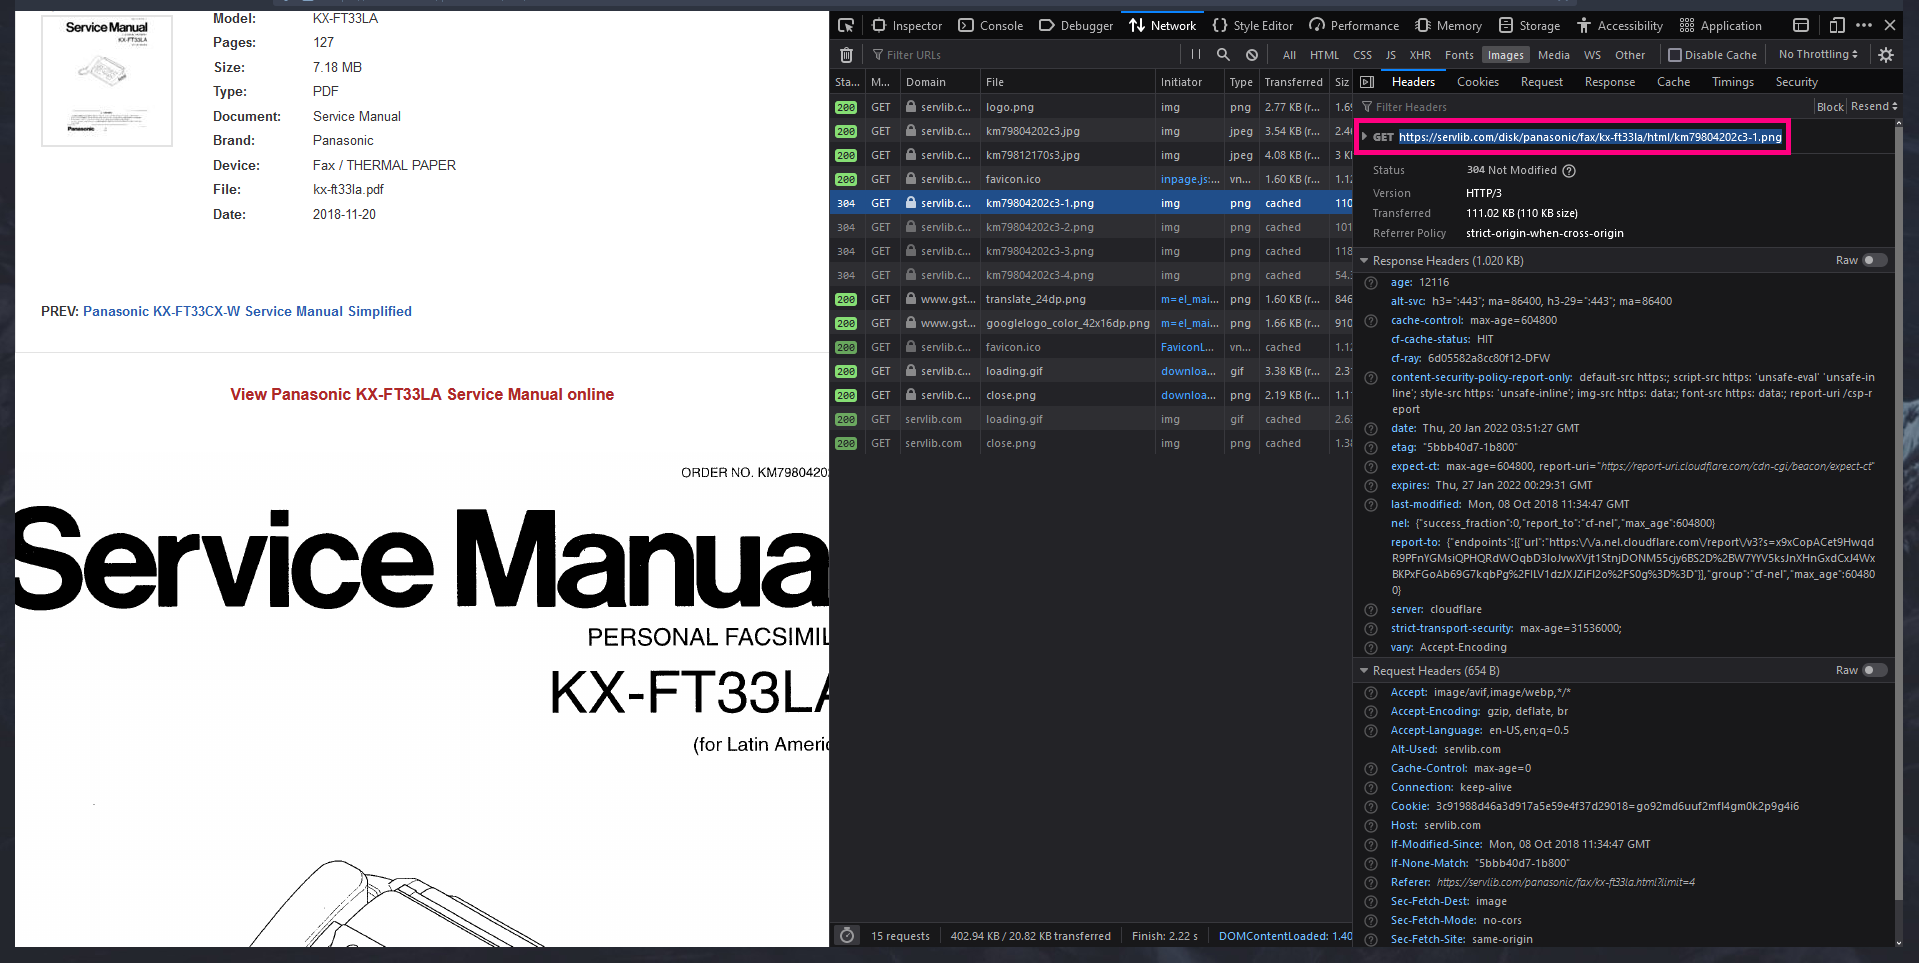 Service Manual
Panasonic
Model: KX-FT33LA
Pages: 127
Size: 7.18 MB
Type: PDF
Document: Service Manual
Brand: Panasonic
Device: Fax / THERMAL PAPER
File: kx-ft33la.pdf
Date: 2018-11-20
PREV: Panasonic KX-FT33CX-W Service Manual Simplified
View Panasonic KX-FT33LA Service Manual online
ORDER NO. KM7980420
Service Manua
PERSONAL FACSIMIL
KX-FT33LA
(for Latin Americ
Inspector Console Debugger Network Style Editor Performance Memory Storage Accessibility Application
Filter URLs
All HTML CSS JS XHR Fonts Images Media WS Other Disable Cache No Throttling
Sta... M... Domain File Initiator Type Transferred Siz
200 GET servlib.c... logo.png img png 2.77 KB (r... 1.69
200 GET servlib.c... km79804202c3.jpg img jpeg 3.54 KB (r... 2.46
200 GET servlib.c... km79812170s3.jpg img jpeg 4.08 KB (r... 3 K
200 GET servlib.c... favicon.ico inpage.js:... vn... 1.60 KB (r... 1.12
304 GET servlib.c... km79804202c3-1.png img png cached 110
304 GET servlib.c... km79804202c3-2.png img png cached 101
304 GET servlib.c... km79804202c3-3.png img png cached 118
304 GET servlib.c... km79804202c3-4.png img png cached 54.
200 GET www.gst... translate_24dp.png m=el_mai... png 1.60 KB (r... 846
200 GET www.gst... googlelogo_color_42x16dp.png m=el_mai... png 1.66 KB (r... 910
200 GET servlib.c... favicon.ico FaviconL... vn... cached 1.12
200 GET servlib.c... loading.gif downloa... gif 3.38 KB (r... 2.31
200 GET servlib.c... close.png downloa... png 2.19 KB (r... 1.1
200 GET servlib.com loading.gif img gif cached 2.6
200 GET servlib.com close.png img png cached 1.38
15 requests 402.94 KB / 20.82 KB transferred Finish: 2.22 s DOMContentLoaded: 1.40
Headers Cookies Request Response Cache Timings Security
Filter Headers Block Resend
GET https://servlib.com/disk/panasonic/fax/kx-ft33la/html/km79804202c3-1.png
Status 304 Not Modified
Version HTTP/3
Transferred 111.02 KB (110 KB size)
Referrer Policy strict-origin-when-cross-origin
Response Headers (1.020 KB) Raw
age: 12116
alt-svc: h3=":443"; ma=86400, h3-29=":443"; ma=86400
cache-control: max-age=604800
cf-cache-status: HIT
cf-ray: 6d05582a8cc80f12-DFW
content-security-policy-report-only: default-src https:; script-src https: 'unsafe-eval' 'unsafe-in
line'; style-src https: 'unsafe-inline'; img-src https: data:; font-src https: data:; report-uri /csp-r
eport
date: Thu, 20 Jan 2022 03:51:27 GMT
etag: "5bbb40d7-1b800"
expect-ct: max-age=604800, report-uri="https://report-uri.cloudflare.com/cdn-cgi/beacon/expect-ct"
expires: Thu, 27 Jan 2022 00:29:31 GMT
last-modified: Mon, 08 Oct 2018 11:34:47 GMT
nel: {"success_fraction":0,"report_to":"cf-nel","max_age":604800}
report-to: {"endpoints":[{"url":"https:\/\/a.nel.cloudflare.com\/report\/v3?s=x9xCopACet9Hwqd
R9PFnYGMsiQPHQRdWOqbD3IoJvwXVjt1StnjDONM55cjy6BS2D%2BW7YYV5ksJnXHnGxdCxJ4Wx
BKPxFGoAb69G7kqbPg%2FlLV1dzJXJZiFI2o%2FS0g%3D%3D"}],"group":"cf-nel","max_age":60480
0}
server: cloudflare
strict-transport-security: max-age=31536000;
vary: Accept-Encoding
Request Headers (654 B) Raw
Accept: image/avif,image/webp,*/*
Accept-Encoding: gzip, deflate, br
Accept-Language: en-US,en;q=0.5
Alt-Used: servlib.com
Cache-Control: max-age=0
Connection: keep-alive
Cookie: 3c91988d46a3d917a5e59e4f37d29018=go92md6uuf2mfl4gm0k2p9g4i6
Host: servlib.com
If-Modified-Since: Mon, 08 Oct 2018 11:34:47 GMT
If-None-Match: "5bbb40d7-1b800"
Referer: https://servlib.com/panasonic/fax/kx-ft33la.html?limit=4
Sec-Fetch-Dest: image
Sec-Fetch-Mode: no-cors
Sec-Fetch-Site: same-origin